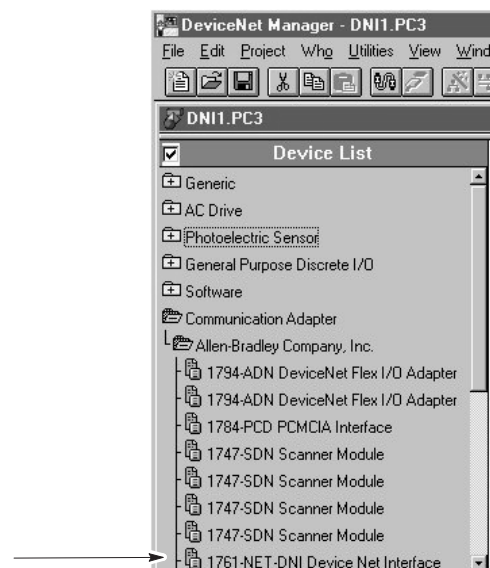 DeviceNet Manager - DNI1.PC3
File Edit Project Who Utilities View Wind
DNI1.PC3
Device List
Generic
AC Drive
Photoelectric Sensor
General Purpose Discrete I/O
Software
Communication Adapter
Allen-Bradley Company, Inc.
1794-ADN DeviceNet Flex I/O Adapter
1794-ADN DeviceNet Flex I/O Adapter
1784-PCD PCMCIA Interface
1747-SDN Scanner Module
1747-SDN Scanner Module
1747-SDN Scanner Module
1747-SDN Scanner Module
1761-NET-DNI Device Net Interface